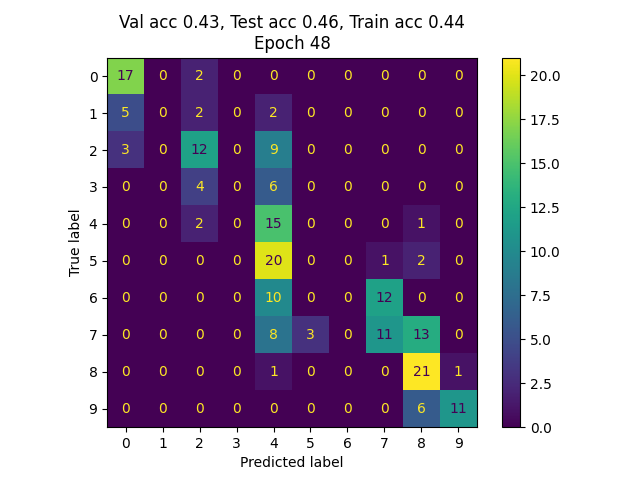 Val acc 0.43, Test acc 0.46, Train acc 0.44
Epoch 48
0 17 0 2 0 0 0 0 0 0 0
1 5 0 2 0 2 0 0 0 0 0
2 3 0 12 0 9 0 0 0 0 0
3 0 0 4 0 6 0 0 0 0 0
4 0 0 2 0 15 0 0 0 1 0
5 0 0 0 0 20 0 0 1 2 0
6 0 0 0 0 10 0 0 12 0 0
7 0 0 0 0 8 3 0 11 13 0
8 0 0 0 0 1 0 0 0 21 1
9 0 0 0 0 0 0 0 0 6 11
0 1 2 3 4 5 6 7 8 9
Predicted label
True label
20.0
17.5
15.0
12.5
10.0
7.5
5.0
2.5
0.0